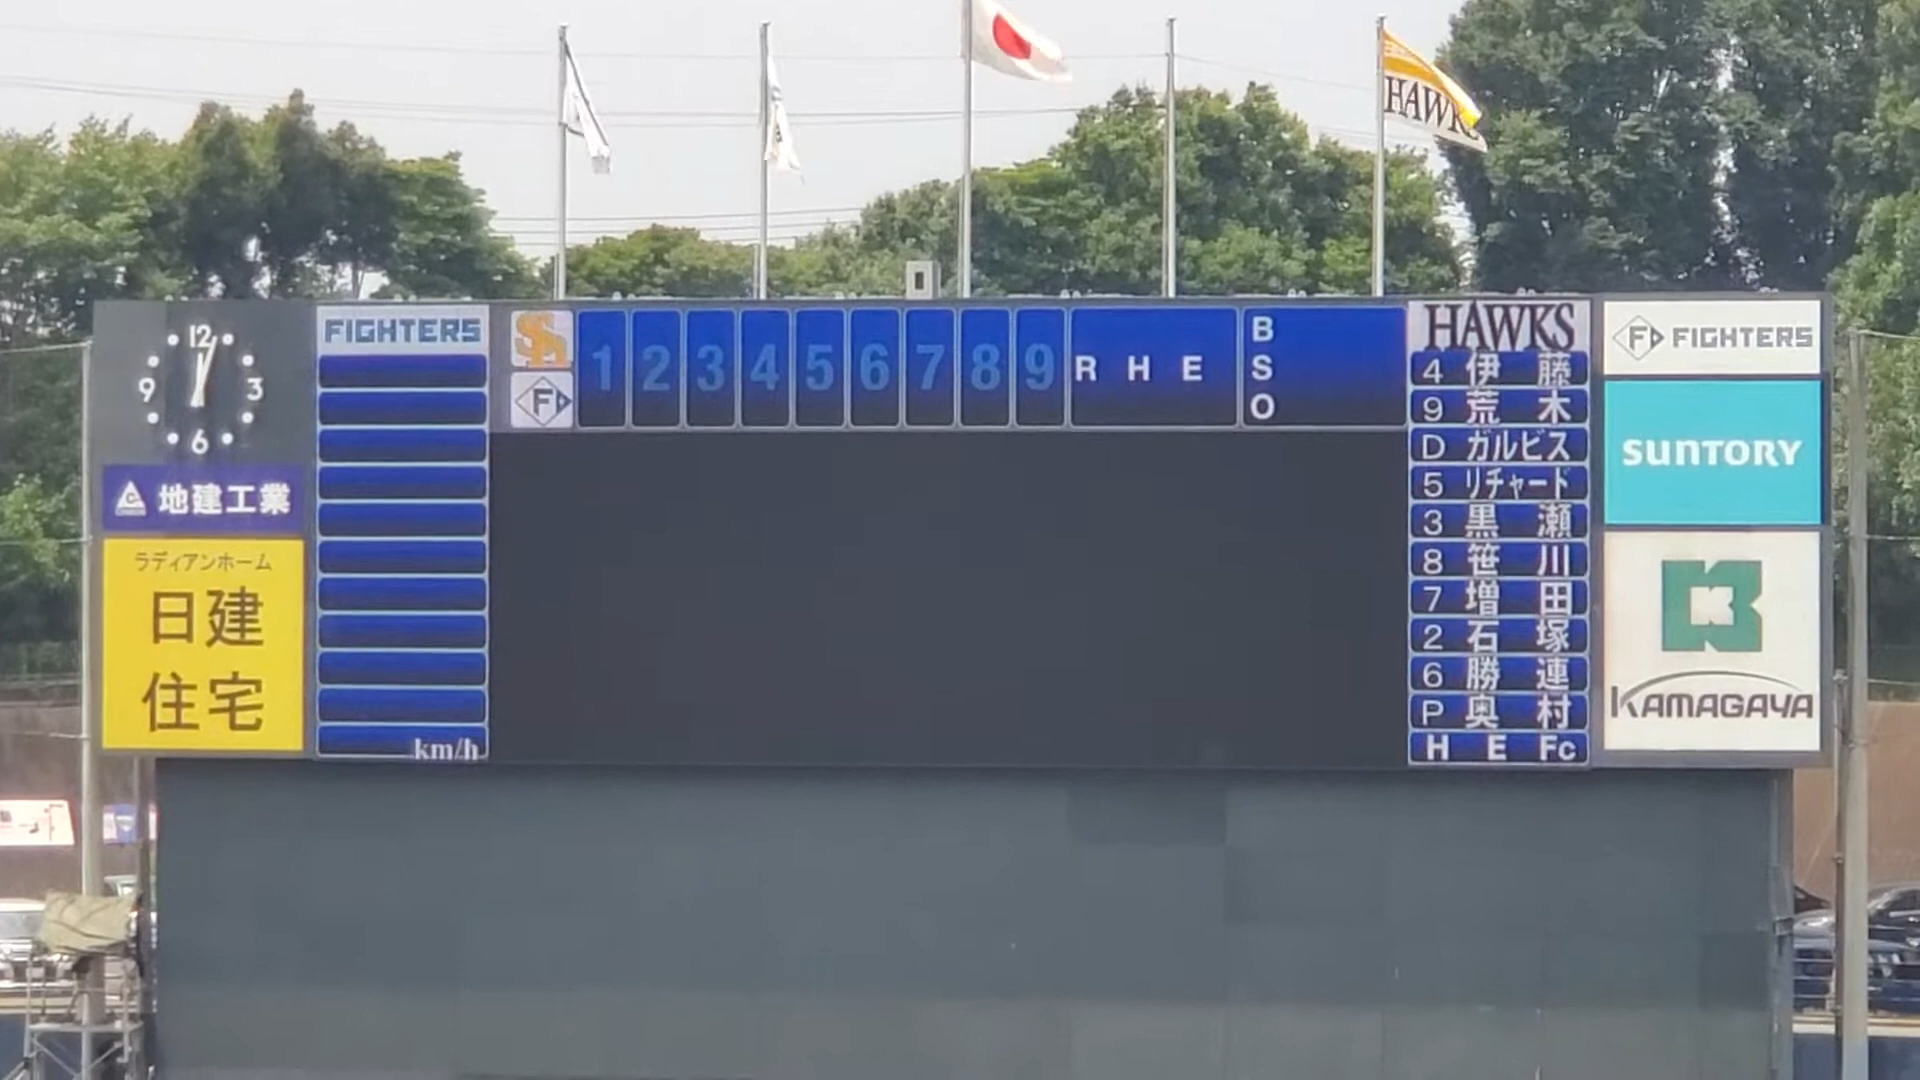 HAWKS
12
9 3
6
地建工業
ラディアンホーム
日建
住宅
FIGHTERS
km/h
1 2 3 4 5 6 7 8 9 R H E
F
B
S
O
HAWKS
4 伊藤
9 荒木
D ガルビス
5 リチャード
3 黒瀬
8 笹川
7 増田
2 石塚
6 勝連
P 奥村
H E Fc
F FIGHTERS
SUNTORY
K
KAMAGAYA